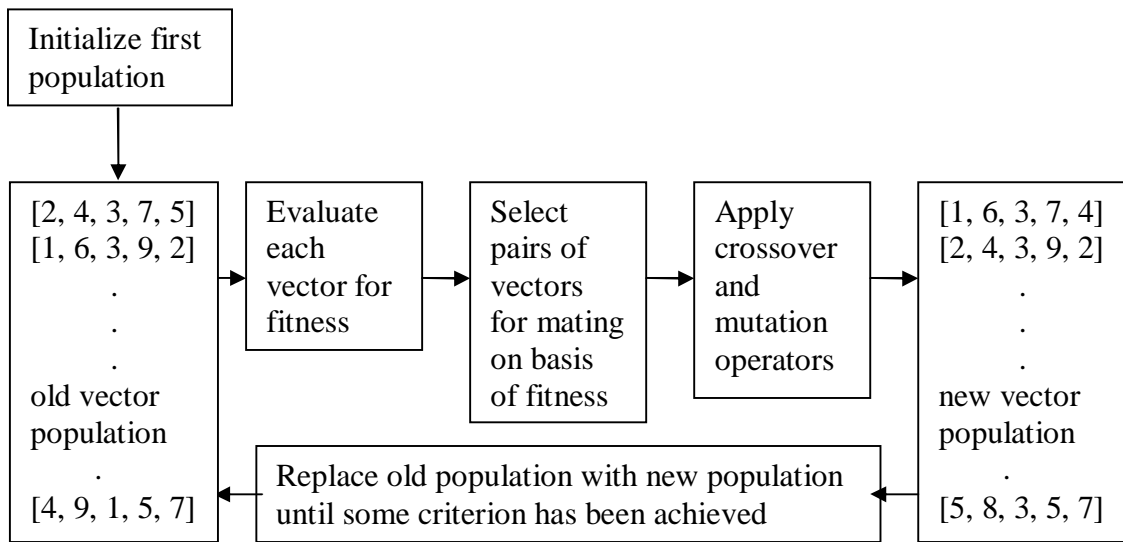 Initialize first
population
[2, 4, 3, 7, 5]
[1, 6, 3, 9, 2]
.
.
.
old vector
population
.
[4, 9, 1, 5, 7]
Evaluate
each
vector for
fitness
Select
pairs of
vectors
for mating
on basis
of fitness
Apply
crossover
and
mutation
operators
[1, 6, 3, 7, 4]
[2, 4, 3, 9, 2]
.
.
.
new vector
population
.
[5, 8, 3, 5, 7]
Replace old population with new population
until some criterion has been achieved